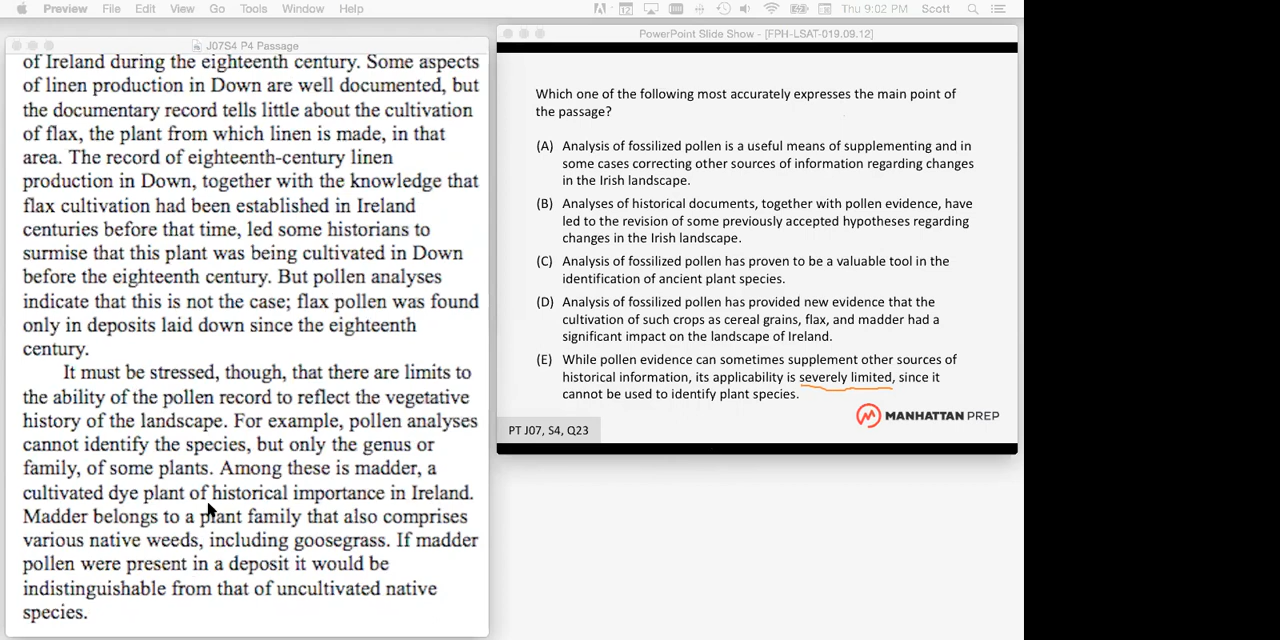 Preview File Edit View Go Tools Window Help
Thu 9:02 PM Scott
J07S4 P4 Passage
of Ireland during the eighteenth century. Some aspects
of linen production in Down are well documented, but
the documentary record tells little about the cultivation
of flax, the plant from which linen is made, in that
area. The record of eighteenth-century linen
production in Down, together with the knowledge that
flax cultivation had been established in Ireland
centuries before that time, led some historians to
surmise that this plant was being cultivated in Down
before the eighteenth century. But pollen analyses
indicate that this is not the case; flax pollen was found
only in deposits laid down since the eighteenth
century.
It must be stressed, though, that there are limits to
the ability of the pollen record to reflect the vegetative
history of the landscape. For example, pollen analyses
cannot identify the species, but only the genus or
family, of some plants. Among these is madder, a
cultivated dye plant of historical importance in Ireland.
Madder belongs to a plant family that also comprises
various native weeds, including goosegrass. If madder
pollen were present in a deposit it would be
indistinguishable from that of uncultivated native
species.
PowerPoint Slide Show - [FPH-LSAT-019.09.12]
Which one of the following most accurately expresses the main point of
the passage?
(A) Analysis of fossilized pollen is a useful means of supplementing and in
some cases correcting other sources of information regarding changes
in the Irish landscape.
(B) Analyses of historical documents, together with pollen evidence, have
led to the revision of some previously accepted hypotheses regarding
changes in the Irish landscape.
(C) Analysis of fossilized pollen has proven to be a valuable tool in the
identification of ancient plant species.
(D) Analysis of fossilized pollen has provided new evidence that the
cultivation of such crops as cereal grains, flax, and madder had a
significant impact on the landscape of Ireland.
(E) While pollen evidence can sometimes supplement other sources of
historical information, its applicability is severely limited, since it
cannot be used to identify plant species.
MANHATTAN PREP
PT J07, S4, Q23